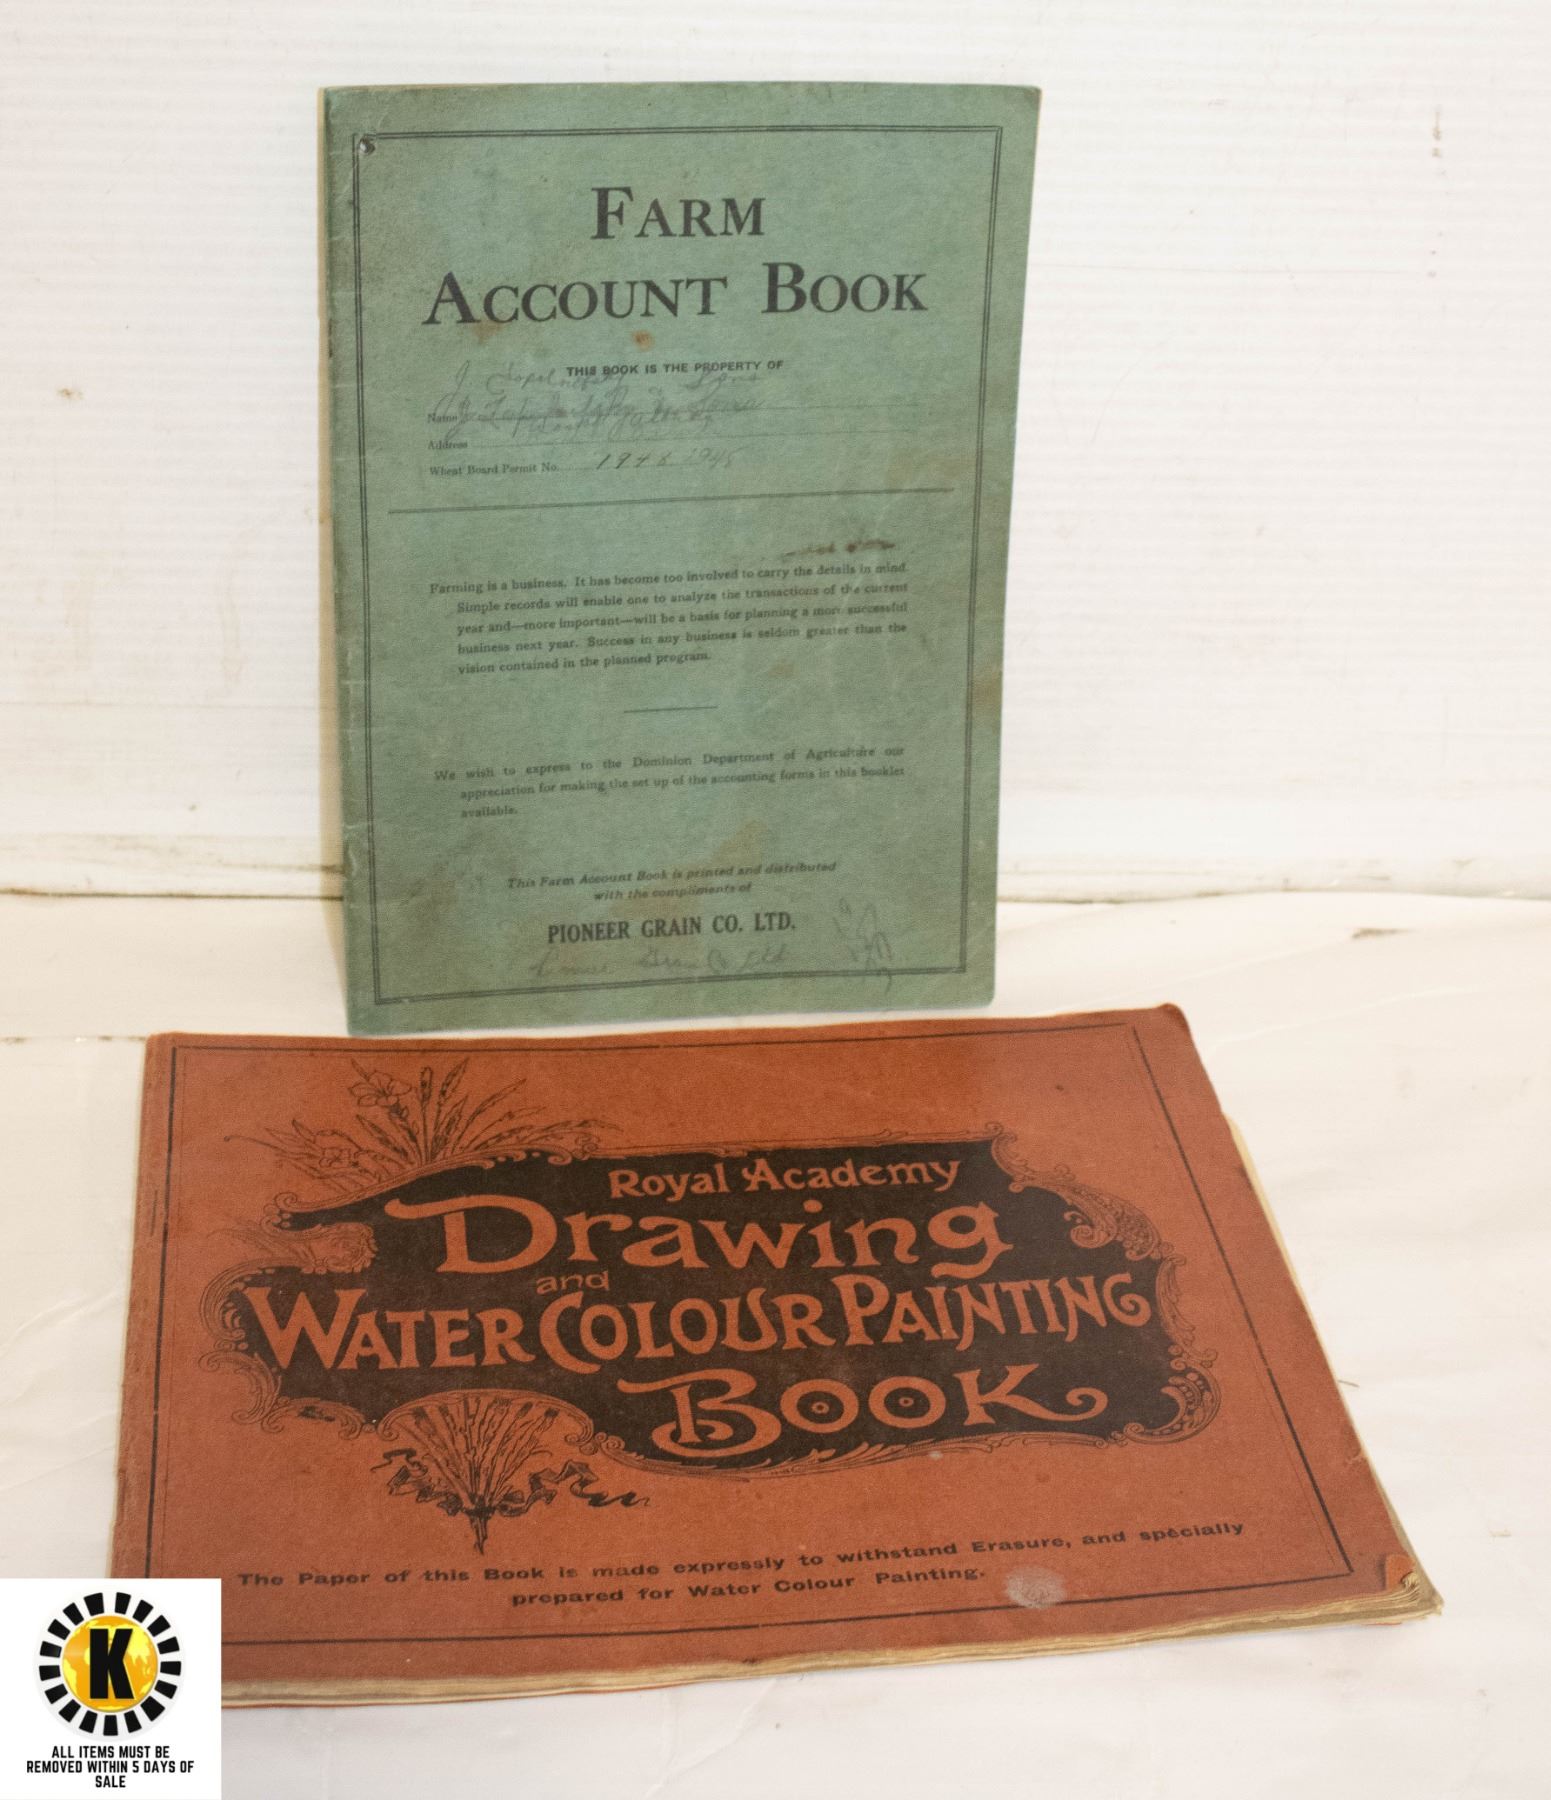 FARM
ACCOUNT BOOK
THIS BOOK IS THE PROPERTY OF
J. Sons
Name & Sons
Address
Wheat Board Permit No. 1948 1948
Farming is a business. It has become too involved to carry the details in mind.
Simple records will enable one to analyze the transactions of the current
year and—more important—will be a basis for planning a more successful
business next year. Success in any business is seldom greater than the
vision contained in the planned program.
We wish to express to the Dominion Department of Agriculture our
appreciation for making the set up of the accounting forms in this booklet
available.
This Farm Account Book is printed and distributed
with the compliments of
PIONEER GRAIN CO. LTD.
Royal Academy
Drawing
and
WATER COLOUR PAINTING
BOOK
The Paper of this Book is made expressly to withstand Erasure, and specially
prepared for Water Colour Painting.
K
ALL ITEMS MUST BE
REMOVED WITHIN 5 DAYS OF
SALE